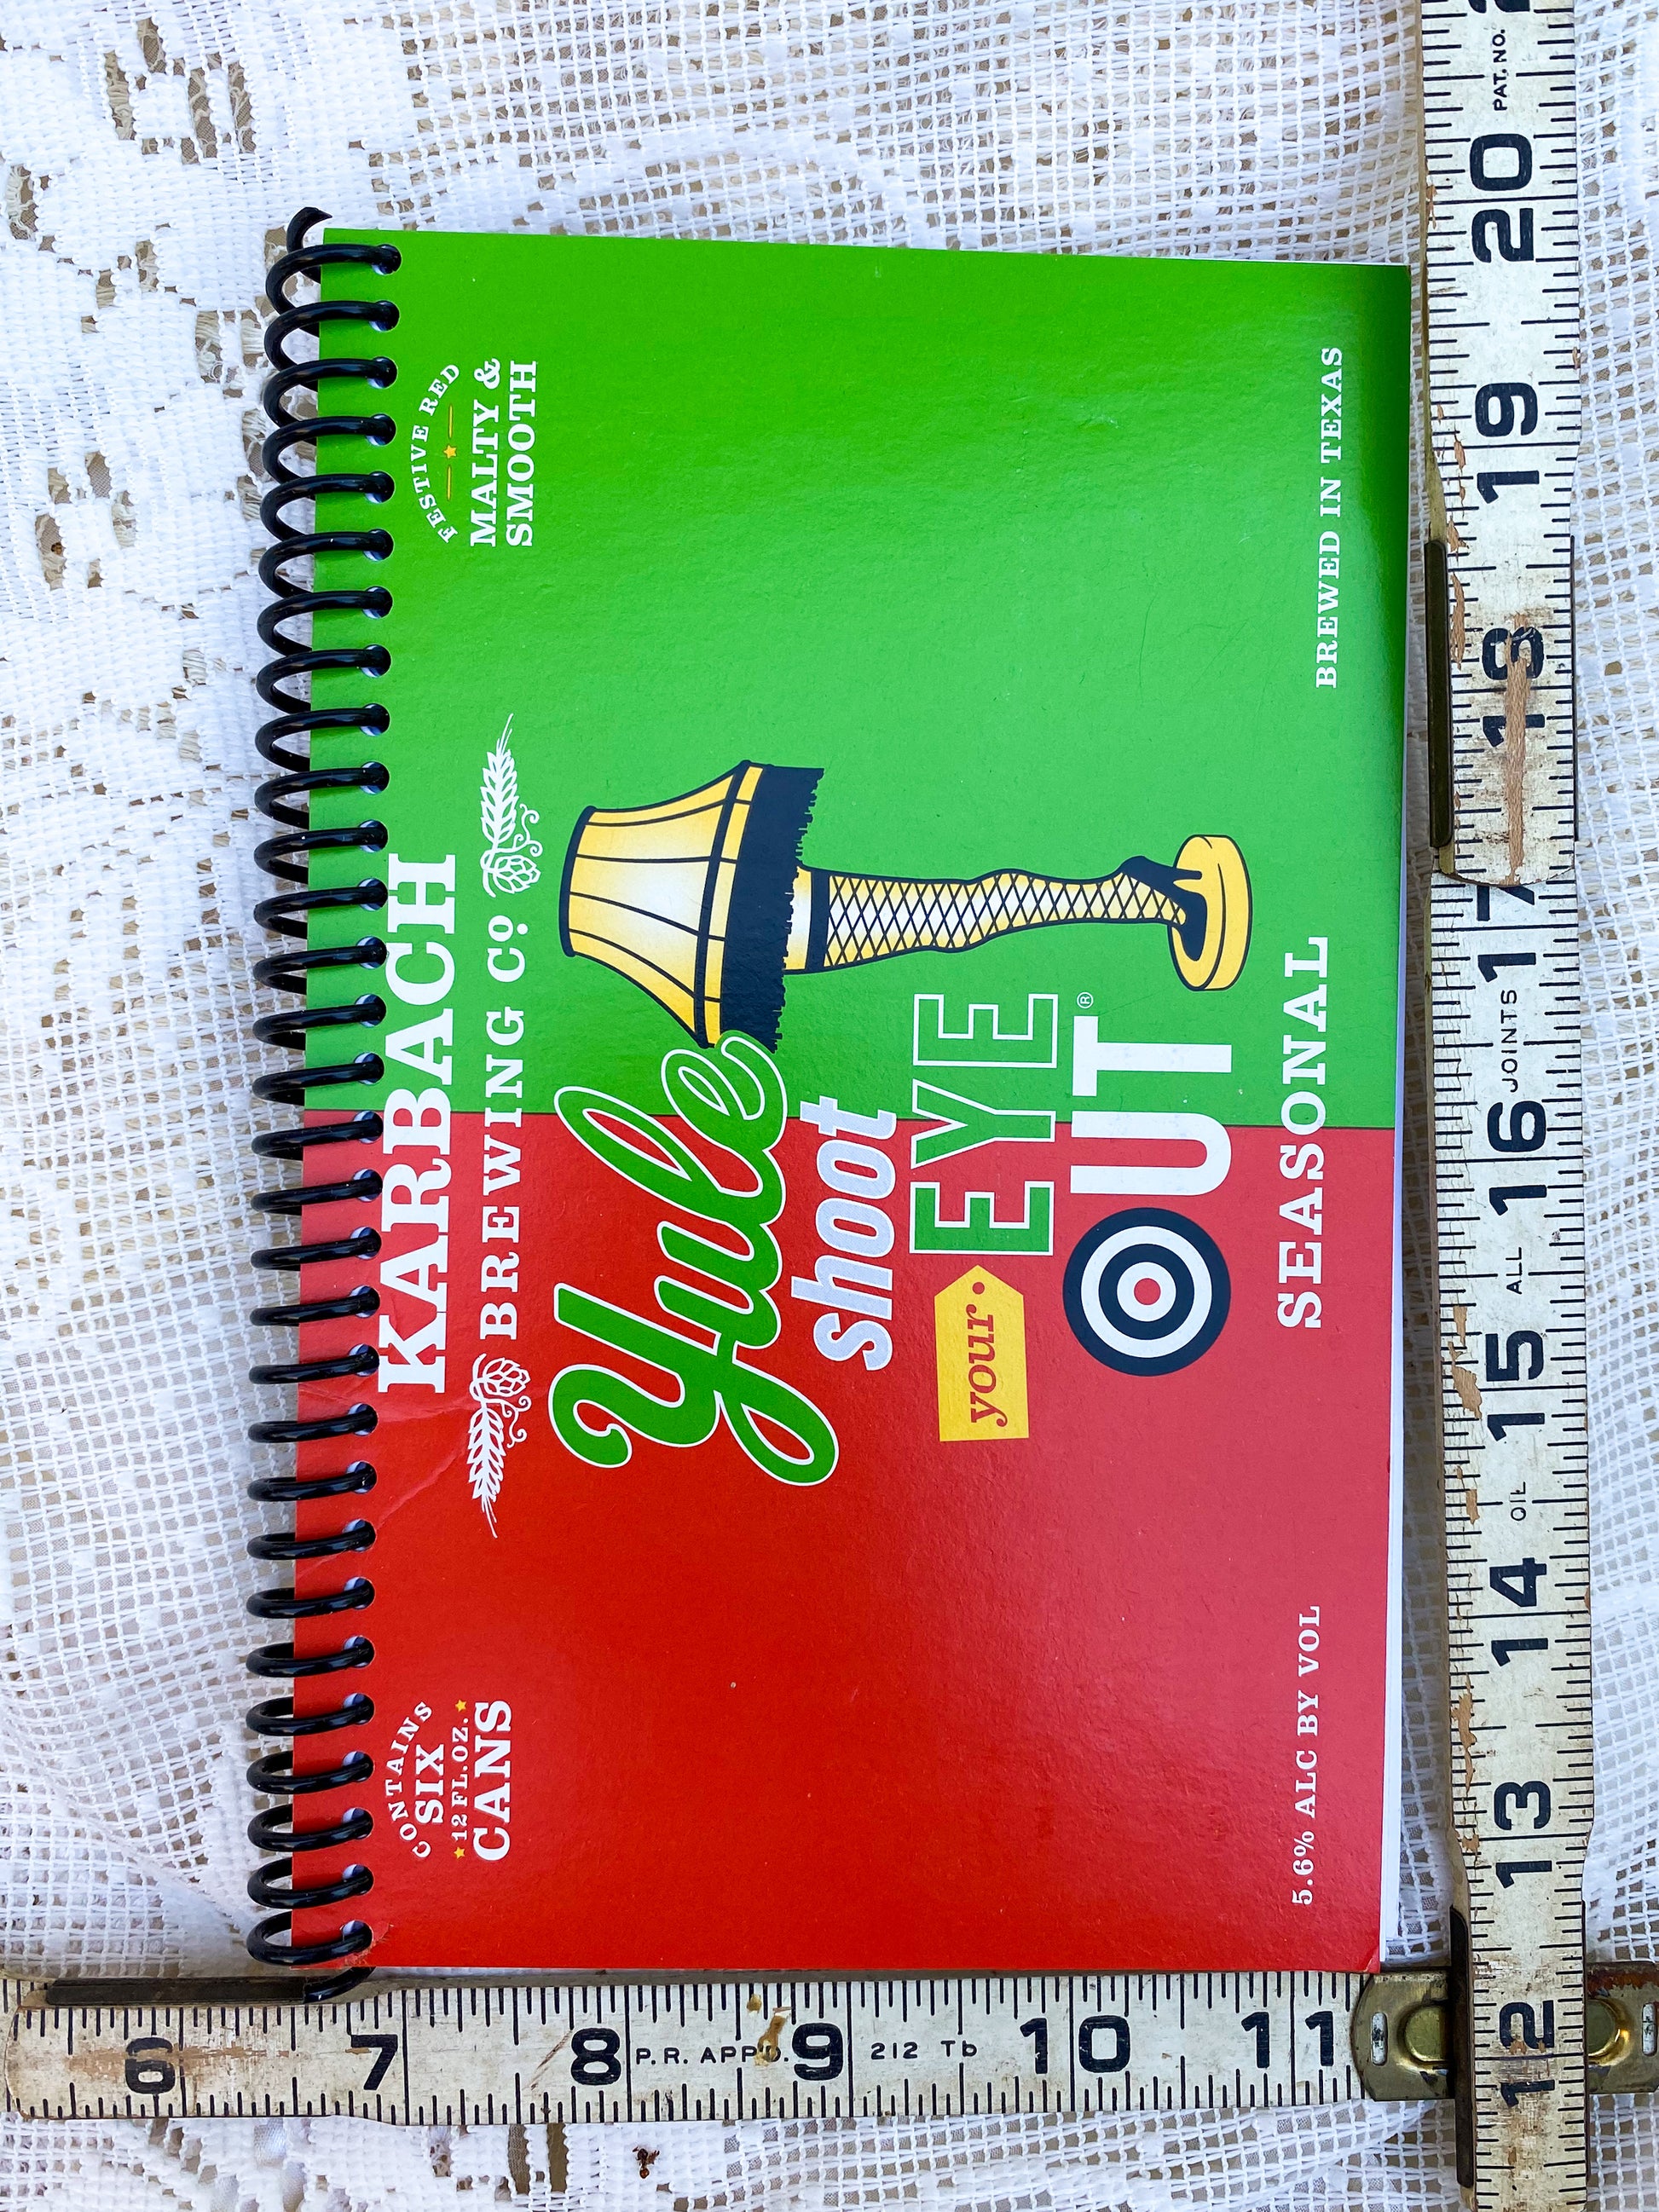 CONTAINS
SIX
12 FL.OZ.
CANS
KARBACH
BREWING CO
FESTIVE RED
MALTY &
SMOOTH
Yule
shoot
your EYE
OUT®
SEASONAL
5.6% ALC BY VOL
BREWED IN TEXAS
12 13 14 OIL 15 ALL 16 JOINTS 17 18 19 20 PAT. NO.
6 7 8 P.R. APP'D. 9 212 Tb 10 11